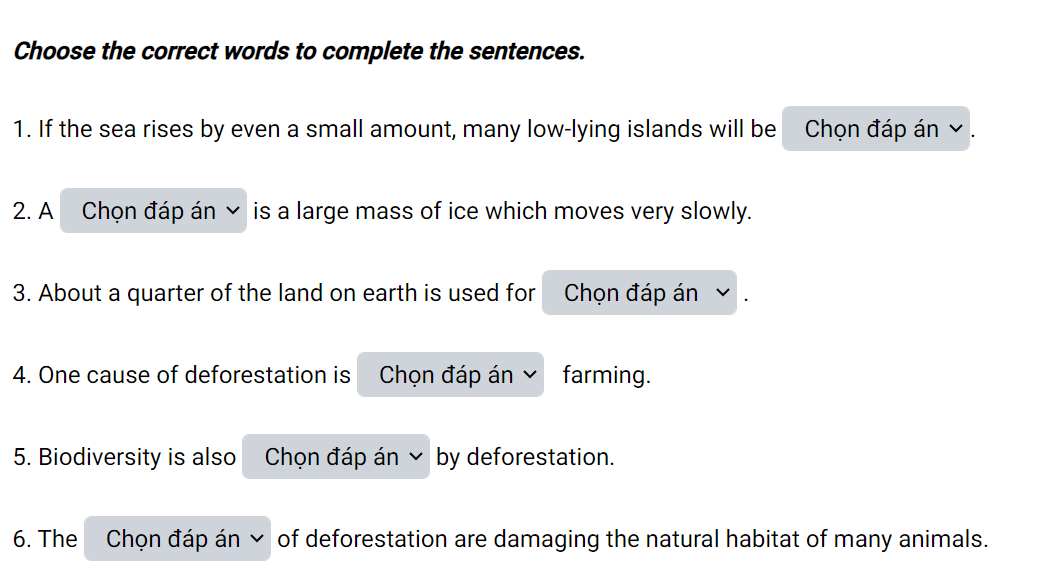 Choose the correct words to complete the sentences.
1. If the sea rises by even a small amount, many low-lying islands will be Chọn đáp án .
2. A Chọn đáp án is a large mass of ice which moves very slowly.
3. About a quarter of the land on earth is used for Chọn đáp án .
4. One cause of deforestation is Chọn đáp án farming.
5. Biodiversity is also Chọn đáp án by deforestation.
6. The Chọn đáp án of deforestation are damaging the natural habitat of many animals.